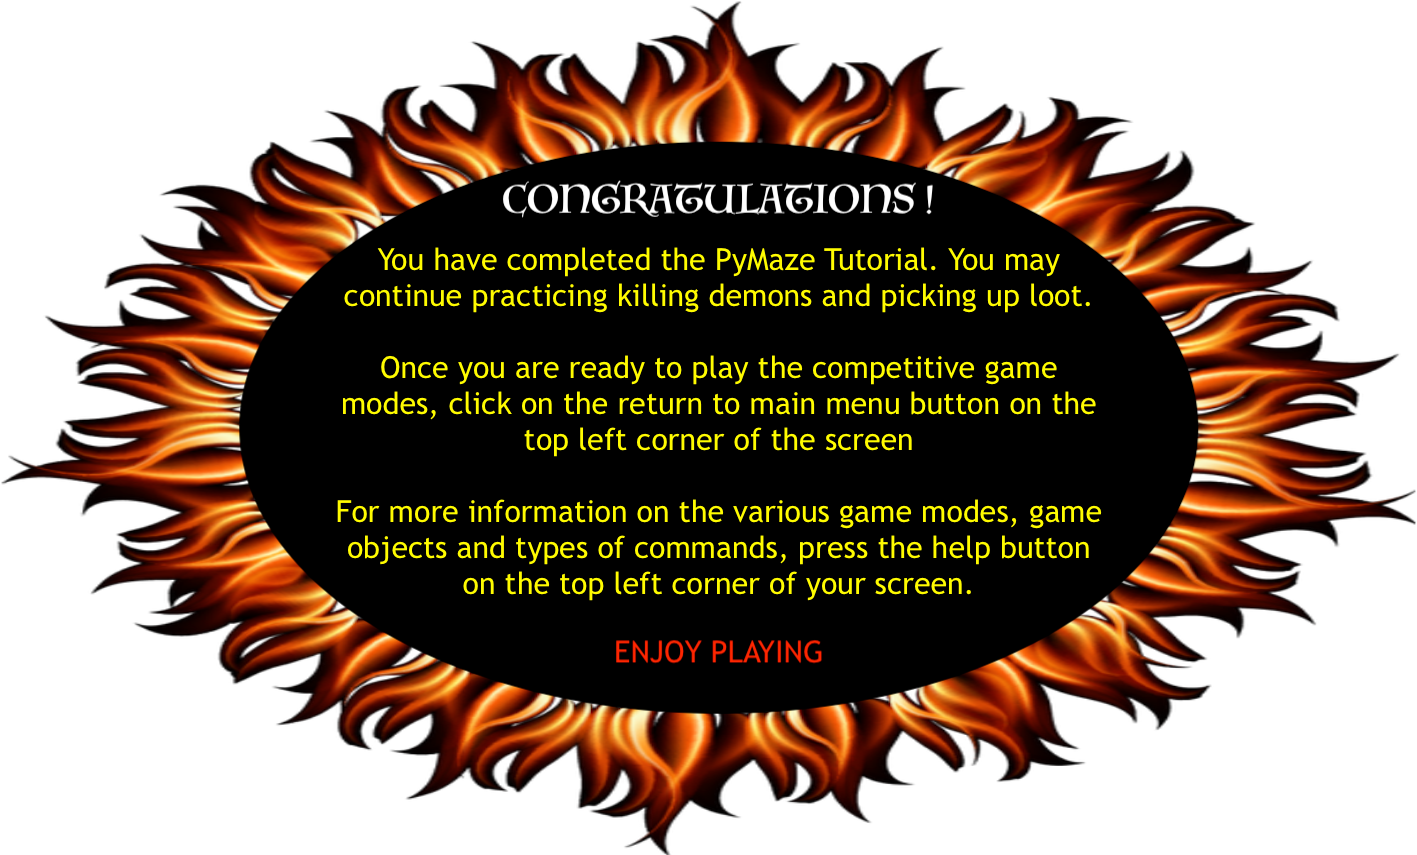 CONGRATULATIONS !
You have completed the PyMaze Tutorial. You may
continue practicing killing demons and picking up loot.
Once you are ready to play the competitive game
modes, click on the return to main menu button on the
top left corner of the screen
For more information on the various game modes, game
objects and types of commands, press the help button
on the top left corner of your screen.
ENJOY PLAYING